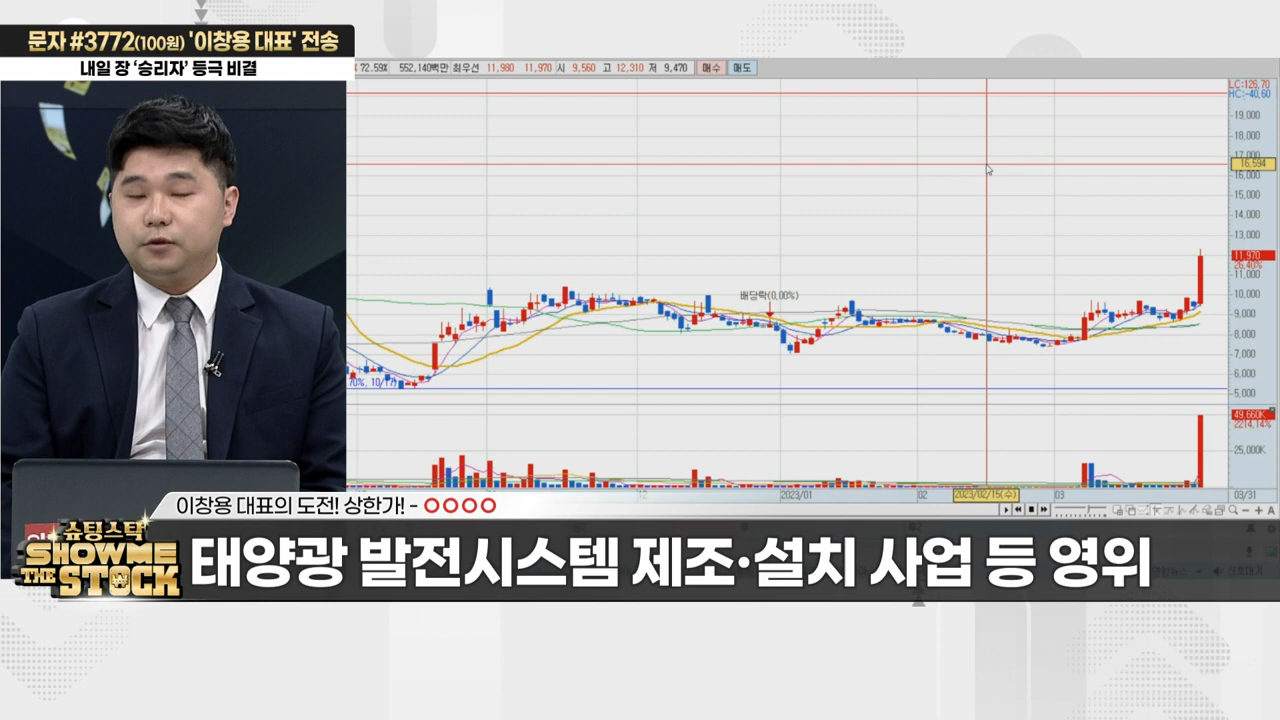 문자 #3772(100원) '이창용 대표' 전송
내일 장 '승리자' 등극 비결
72.59% 552,140백만 최우선 11,980 11,970 시 9,560 고 12,310 저 9,470 매수 매도
LC:126,70
HC:-40,60
19,000
18,000
17,000
16,594
16,000
15,000
14,000
13,000
11,970
26.40%
11,000
10,000
9,000
8,000
7,000
6,000
5,000
배당락(0,00%)
70%, 10/17)
49,660K
2214,14%
25,000K
12
2023/01
02
2023/02/15(수)
03
03/31
이창용 대표의 도전! 상한가! - ○○○○
슈팅스탁
SHOW ME
THE STOCK
태양광 발전시스템 제조·설치 사업 등 영위